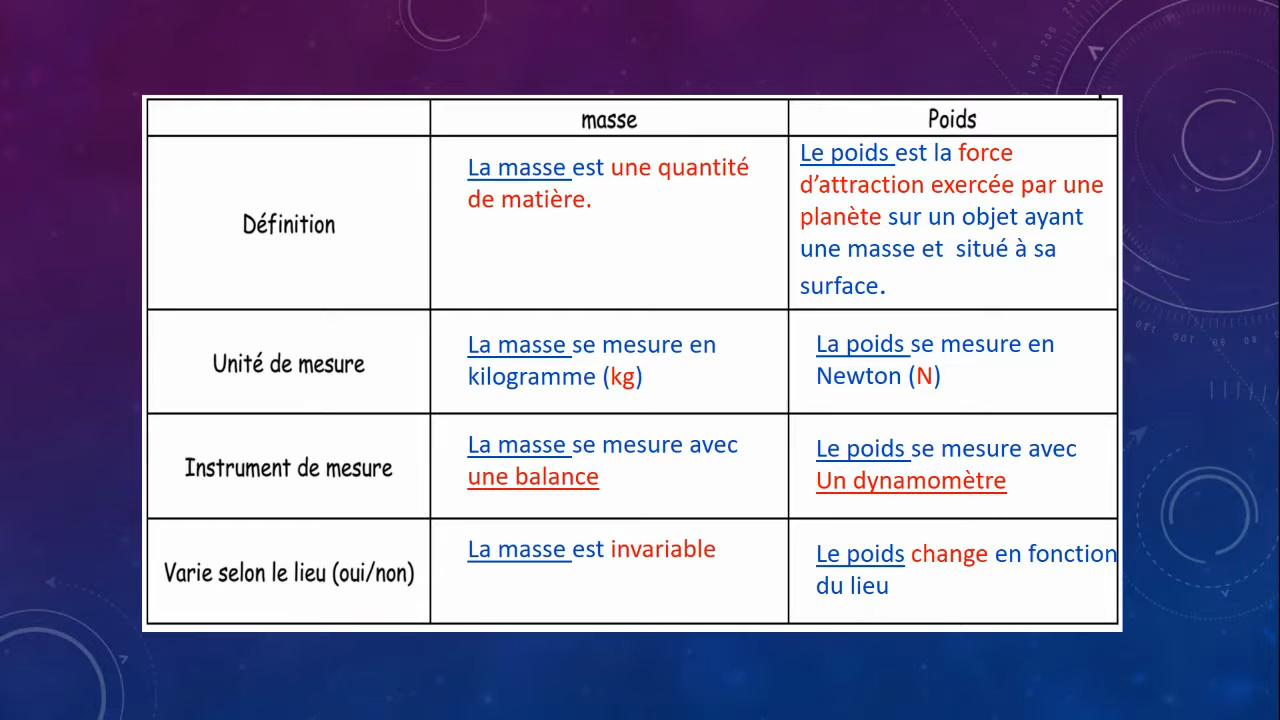 masse
Poids
Définition
La masse est une quantité
de matière.
Le poids est la force
d’attraction exercée par une
planète sur un objet ayant
une masse et situé à sa
surface.
Unité de mesure
La masse se mesure en
kilogramme (kg)
La poids se mesure en
Newton (N)
Instrument de mesure
La masse se mesure avec
une balance
Le poids se mesure avec
Un dynamomètre
Varie selon le lieu (oui/non)
La masse est invariable
Le poids change en fonction
du lieu